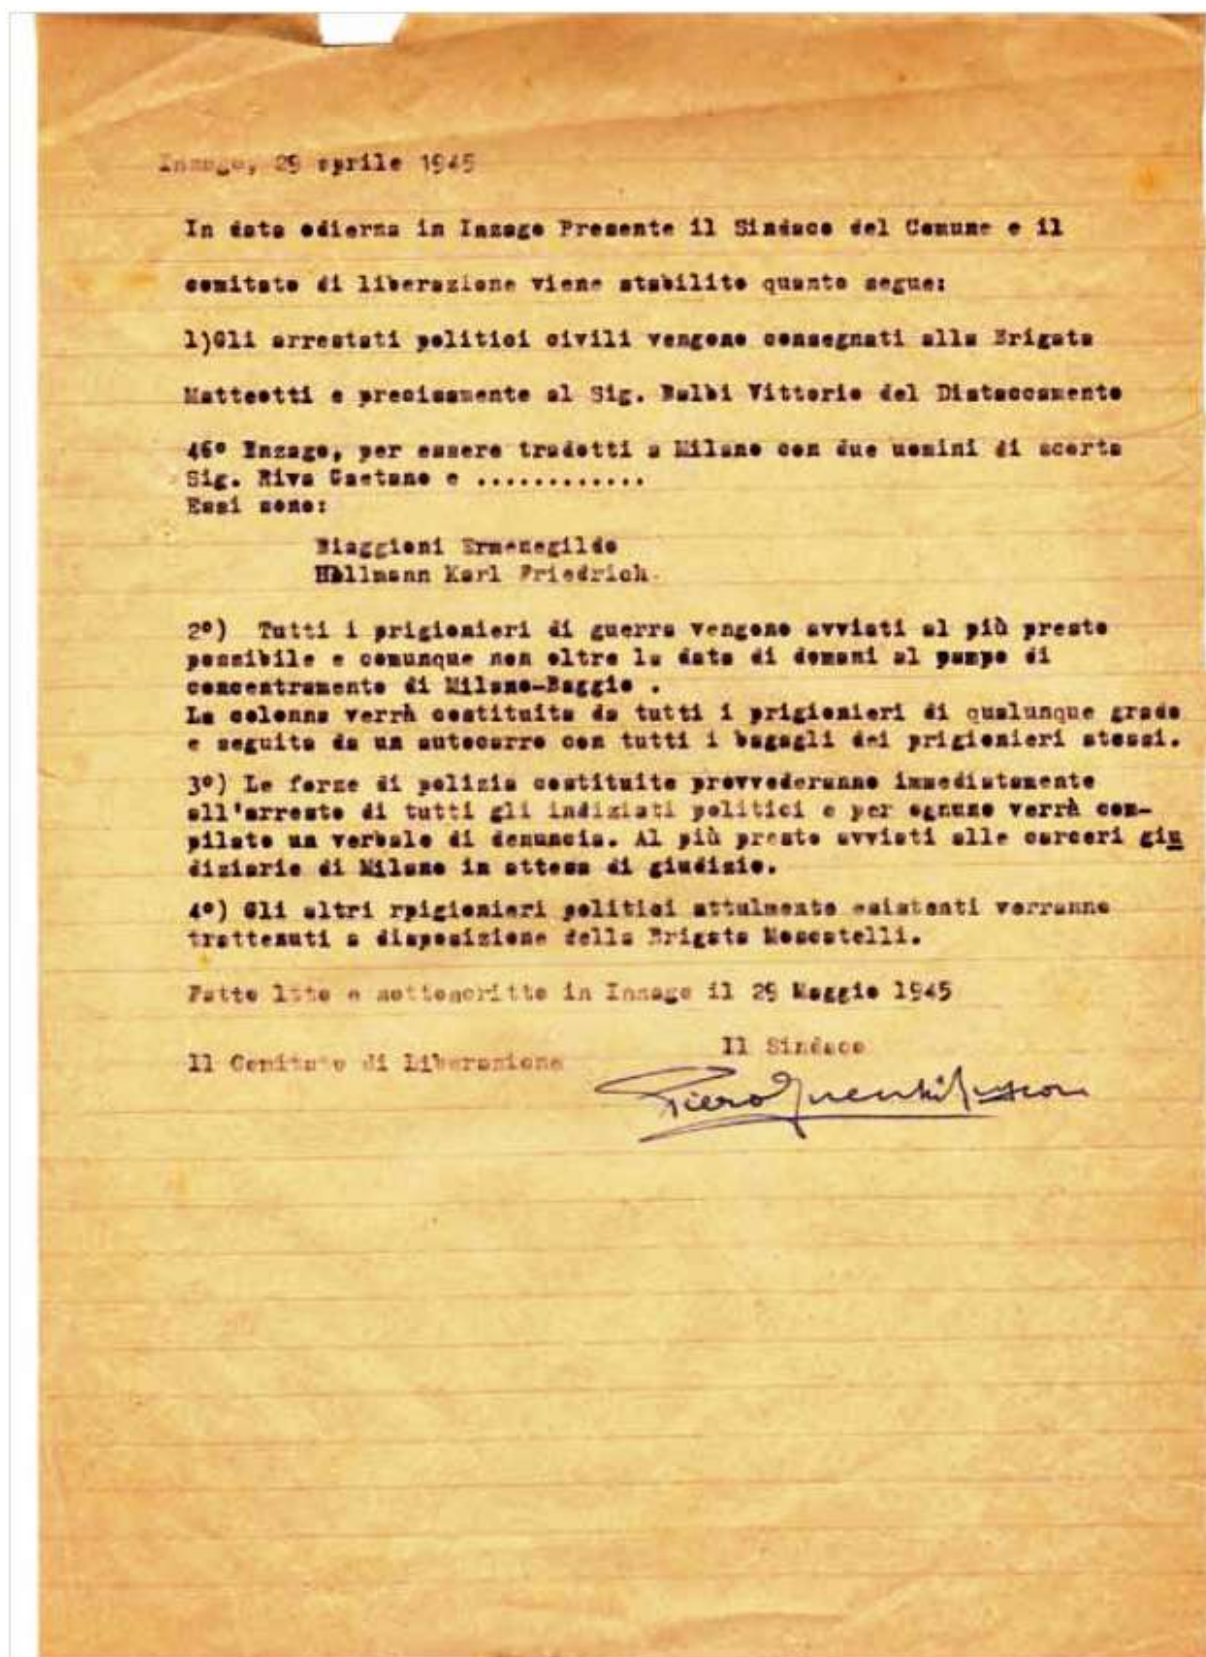 Inzago, 29 aprile 1945
In data odierna in Inzago Presente il Sindaco del Comune e il
comitato di liberazione viene stabilito quanto segue:
1)Gli arrestati politici civili vengono consegnati alla Brigata
Matteotti e precisamente al Sig. Balbi Vittorio del Distaccamento
46° Inzago, per essere tradotti a Milano con due uomini di scorta
Sig. Riva Gaetano e ............
Essi sono:
Biaggioni Ermenegildo
Hallmann Karl Friedrich.
2°) Tutti i prigionieri di guerra vengono avviati al più presto
possibile e comunque non oltre la data di domani al pampo di
concentramento di Milano-Baggio .
La colonna verrà costituita da tutti i prigionieri di qualunque grado
e seguita da un autocarro con tutti i bagagli dei prigionieri stessi.
3°) Le forze di polizia costituite provvederanno immediatamente
all'arresto di tutti gli indiziati politici e per ognuno verrà com-
pilato un verbale di denuncia. Al più presto avviati alle carceri giu
diziarie di Milano in attesa di giudizio.
4°) Gli altri rpigionieri politici attulmente esistenti verranno
trattenuti a disposizione della Brigata Moscatelli.
Fatto leto e sottoscritto in Inzago il 29 Maggio 1945
Il Sindaco
Il Comitato di Liberazione
Piero